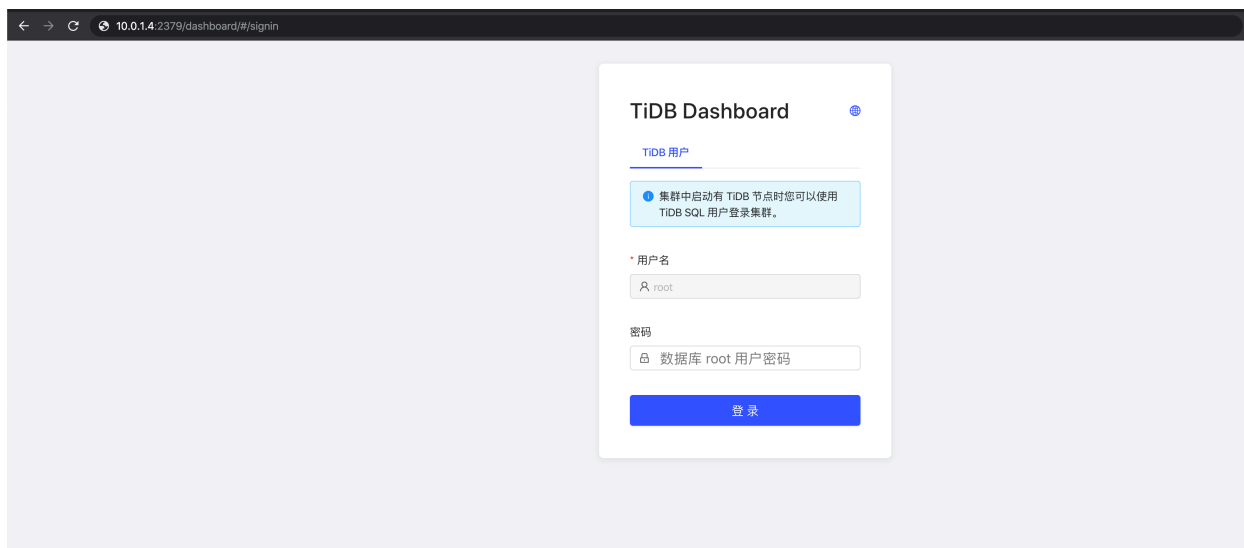 10.0.1.4:2379/dashboard/#/signin
TiDB Dashboard
TiDB 用户
集群中启动有 TiDB 节点时您可以使用
TiDB SQL 用户登录集群。
* 用户名
root
密码
数据库 root 用户密码
登 录